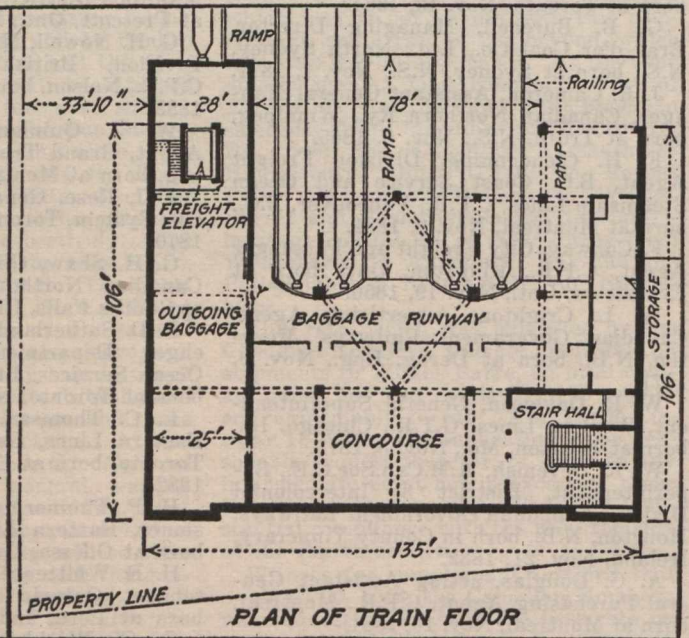 RAMP
33'-10"
28'
78'
Railing
RAMP
RAMP
A
FREIGHT
ELEVATOR
106'
STORAGE
OUTGOING
BAGGAGE
BAGGAGE RUNWAY
106'
STAIR HALL
25'
CONCOURSE
135'
PROPERTY LINE
PLAN OF TRAIN FLOOR